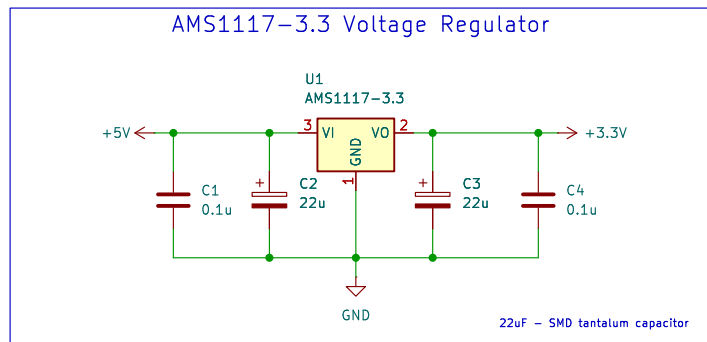 AMS1117-3.3 Voltage Regulator
U1
AMS1117-3.3
+5V
3
VI
VO
2
+3.3V
GND
1
+
C1
0.1u
C2
22u
+
C3
22u
C4
0.1u
GND
22uF - SMD tantalum capacitor